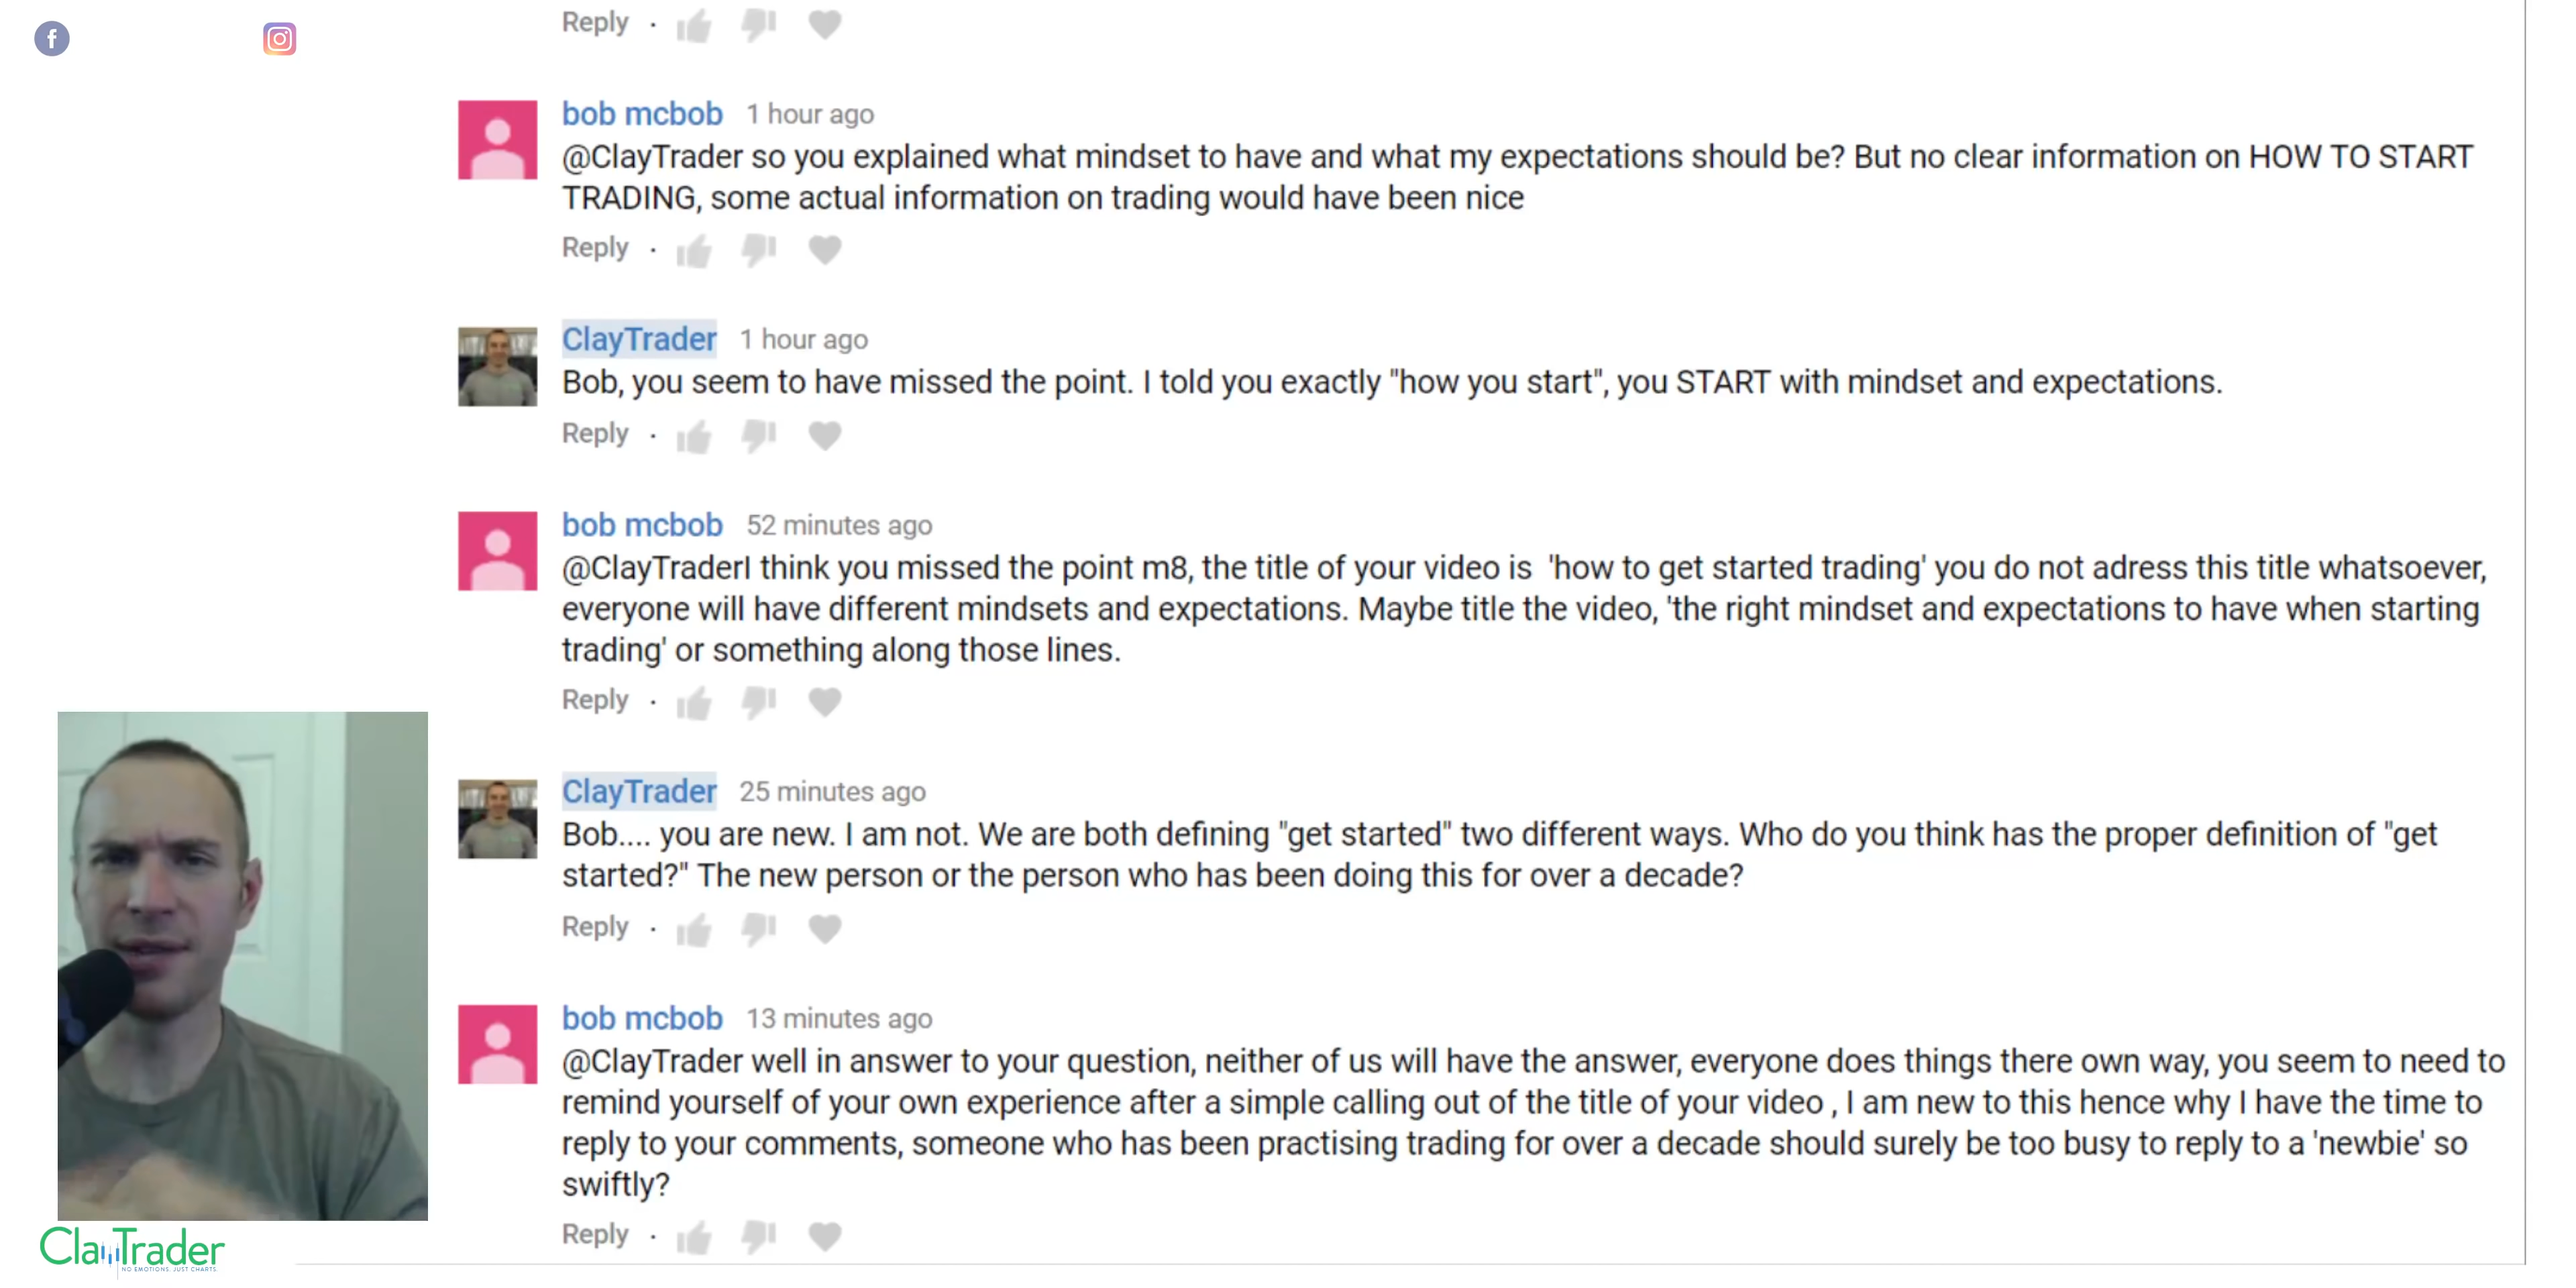 Reply ·
bob mcbob 1 hour ago
@ClayTrader so you explained what mindset to have and what my expectations should be? But no clear information on HOW TO START
TRADING, some actual information on trading would have been nice
Reply ·
ClayTrader 1 hour ago
Bob, you seem to have missed the point. I told you exactly "how you start", you START with mindset and expectations.
Reply ·
bob mcbob 52 minutes ago
@ClayTraderI think you missed the point m8, the title of your video is 'how to get started trading' you do not adress this title whatsoever,
everyone will have different mindsets and expectations. Maybe title the video, 'the right mindset and expectations to have when starting
trading' or something along those lines.
Reply ·
ClayTrader 25 minutes ago
Bob.... you are new. I am not. We are both defining "get started" two different ways. Who do you think has the proper definition of "get
started?" The new person or the person who has been doing this for over a decade?
Reply ·
bob mcbob 13 minutes ago
@ClayTrader well in answer to your question, neither of us will have the answer, everyone does things there own way, you seem to need to
remind yourself of your own experience after a simple calling out of the title of your video , I am new to this hence why I have the time to
reply to your comments, someone who has been practising trading for over a decade should surely be too busy to reply to a 'newbie' so
swiftly?
Reply ·
ClayTrader
NO EMOTIONS. JUST CHARTS.